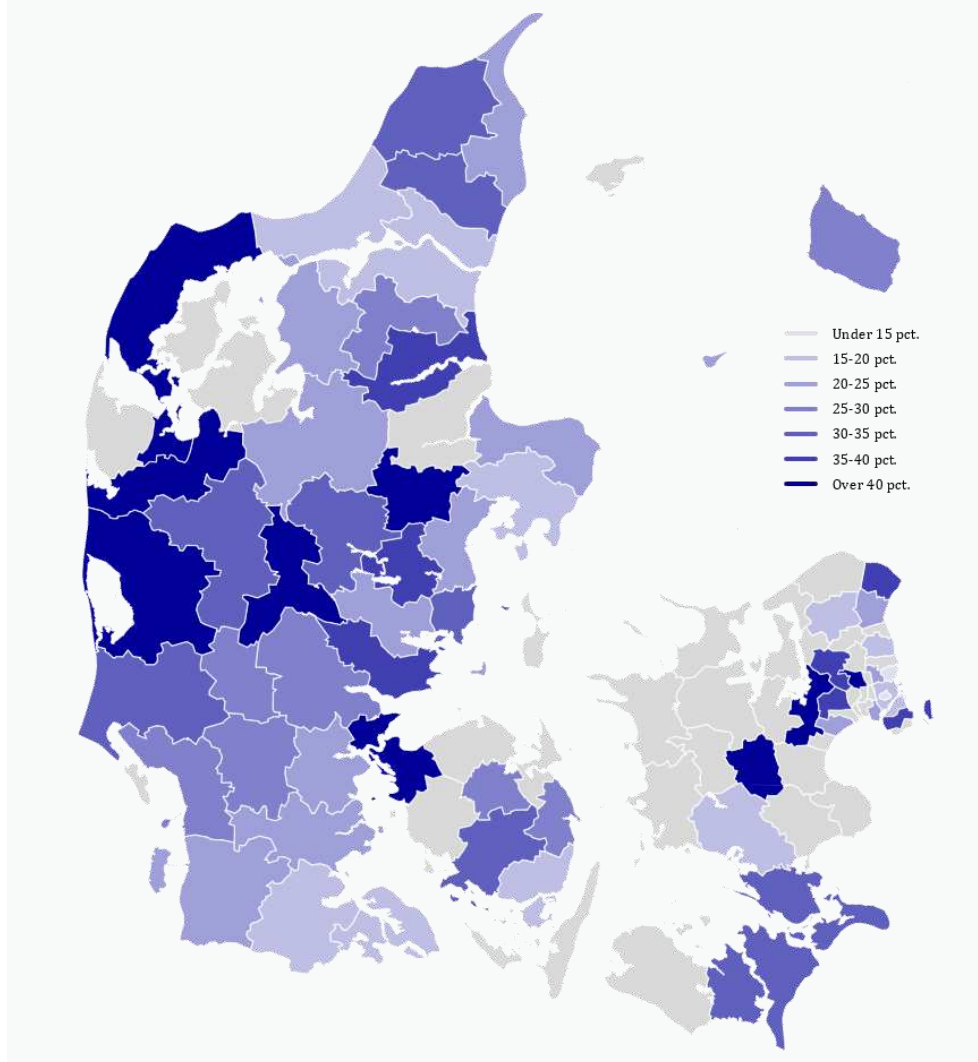 Under 15 pct.
15-20 pct.
20-25 pct.
25-30 pct.
30-35 pct.
35-40 pct.
Over 40 pct.